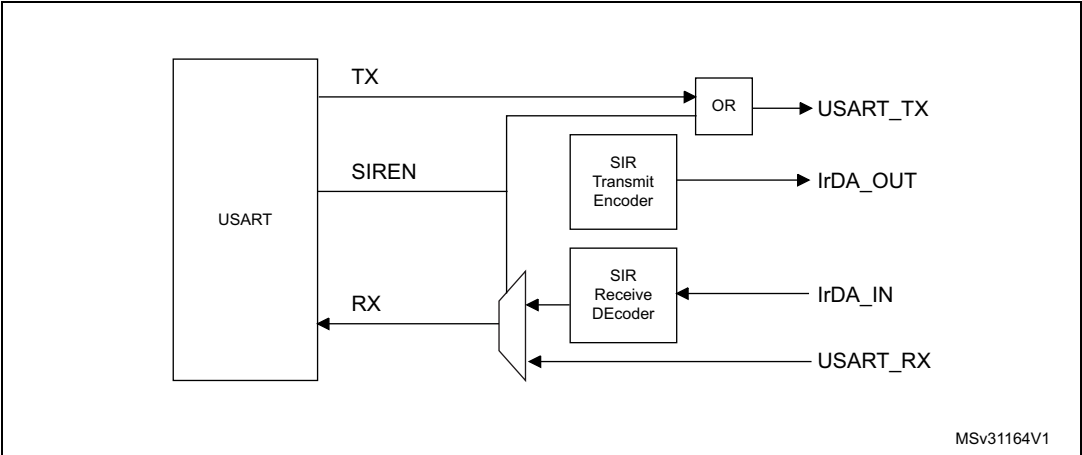 TX
OR
USART_TX
SIREN
SIR
Transmit
Encoder
IrDA_OUT
USART
SIR
Receive
DEcoder
IrDA_IN
RX
USART_RX
MSv31164V1